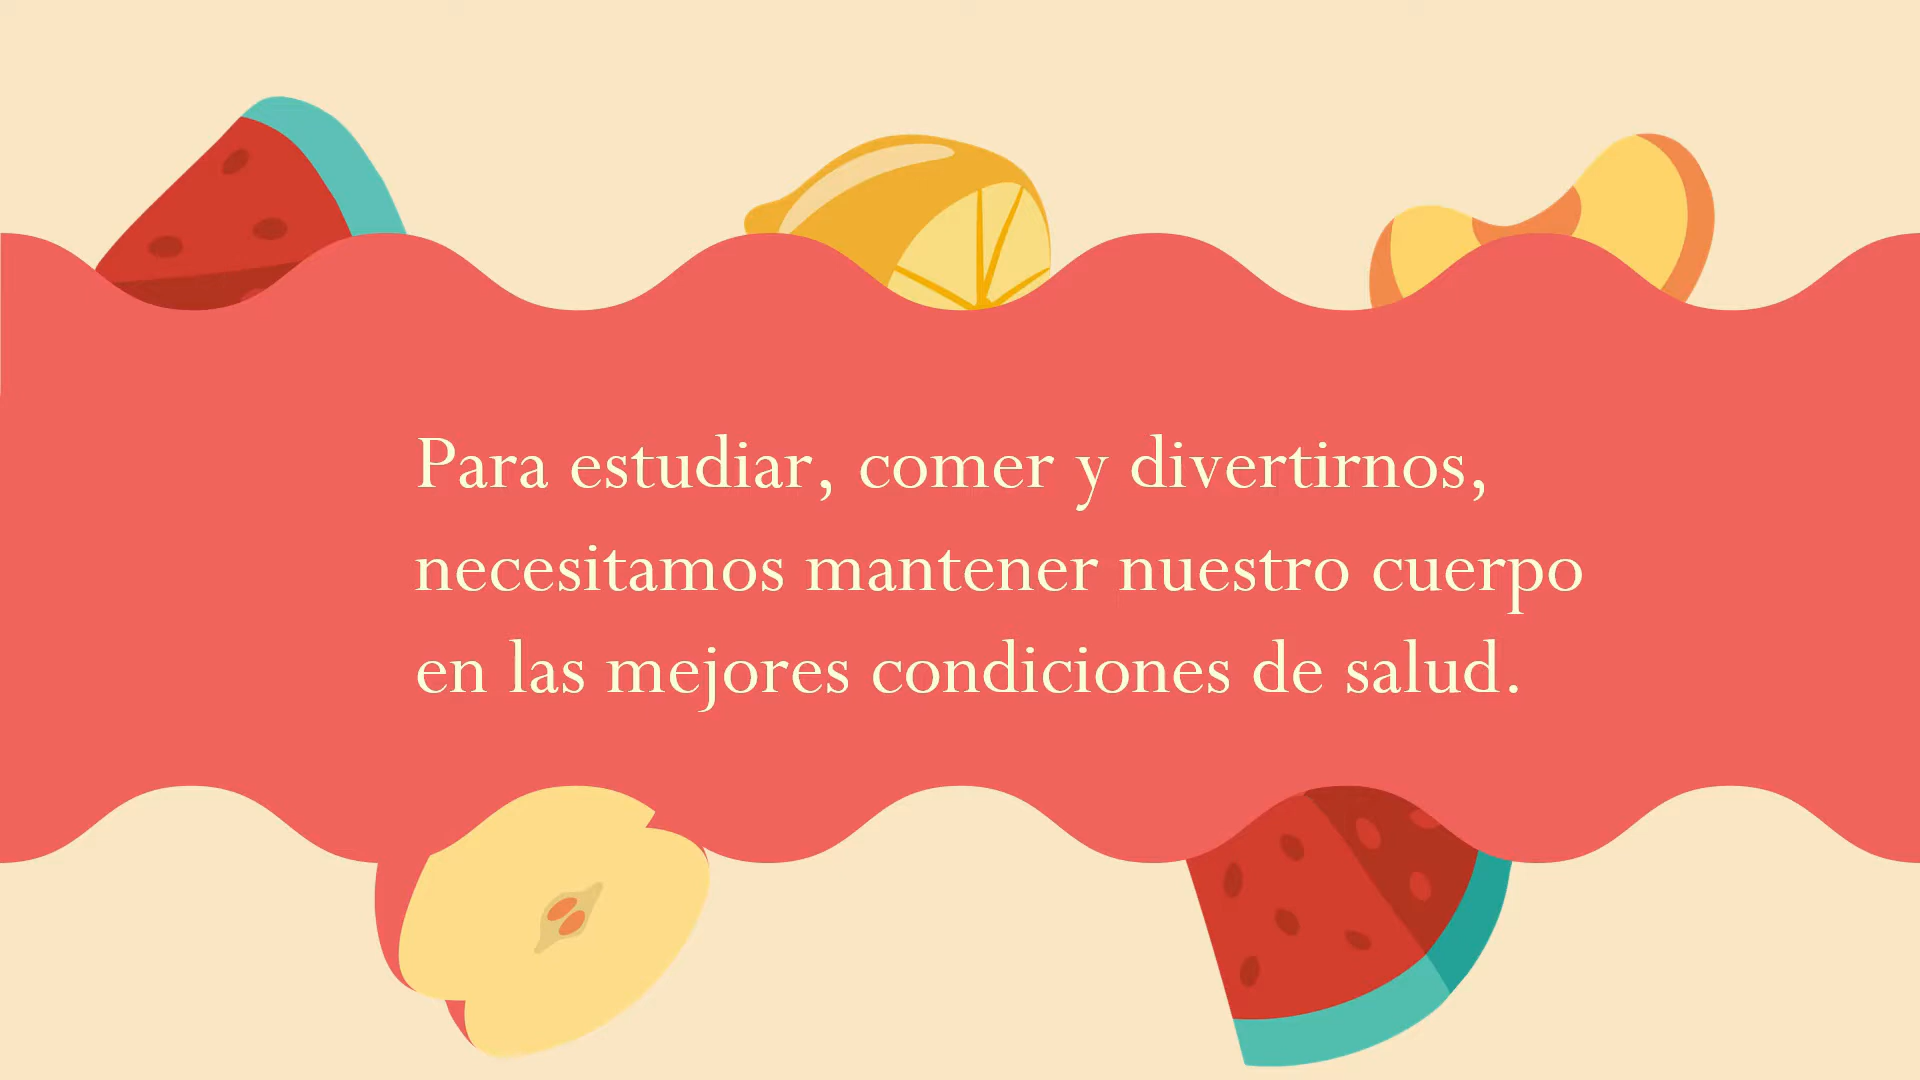 Para estudiar, comer y divertirnos,
necesitamos mantener nuestro cuerpo
en las mejores condiciones de salud.